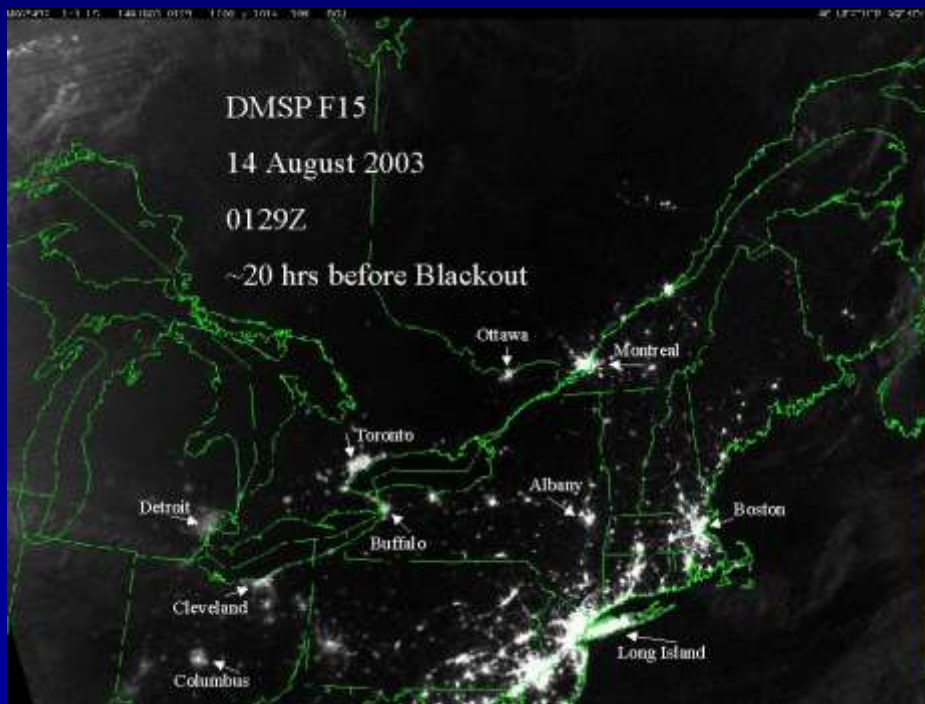 DMSP F15
14 August 2003
0129Z
~20 hrs before Blackout
Ottawa
Montreal
Toronto
Albany
Detroit
Boston
Buffalo
Cleveland
Long Island
Columbus